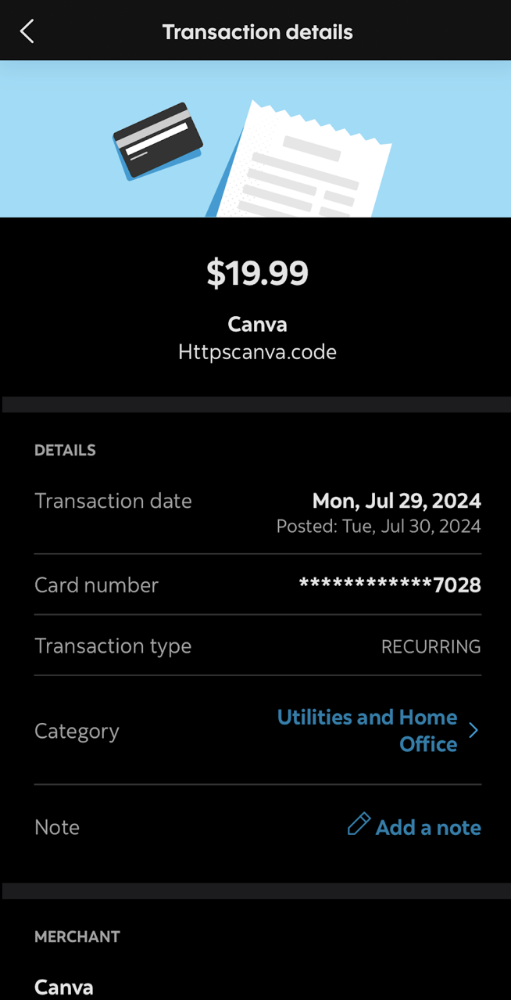 Transaction details
$19.99
Canva
Httpscanva.code
DETAILS
Transaction date
Mon, Jul 29, 2024
Posted: Tue, Jul 30, 2024
Card number
************7028
Transaction type
RECURRING
Category
Utilities and Home
Office
Note
Add a note
MERCHANT
Canva